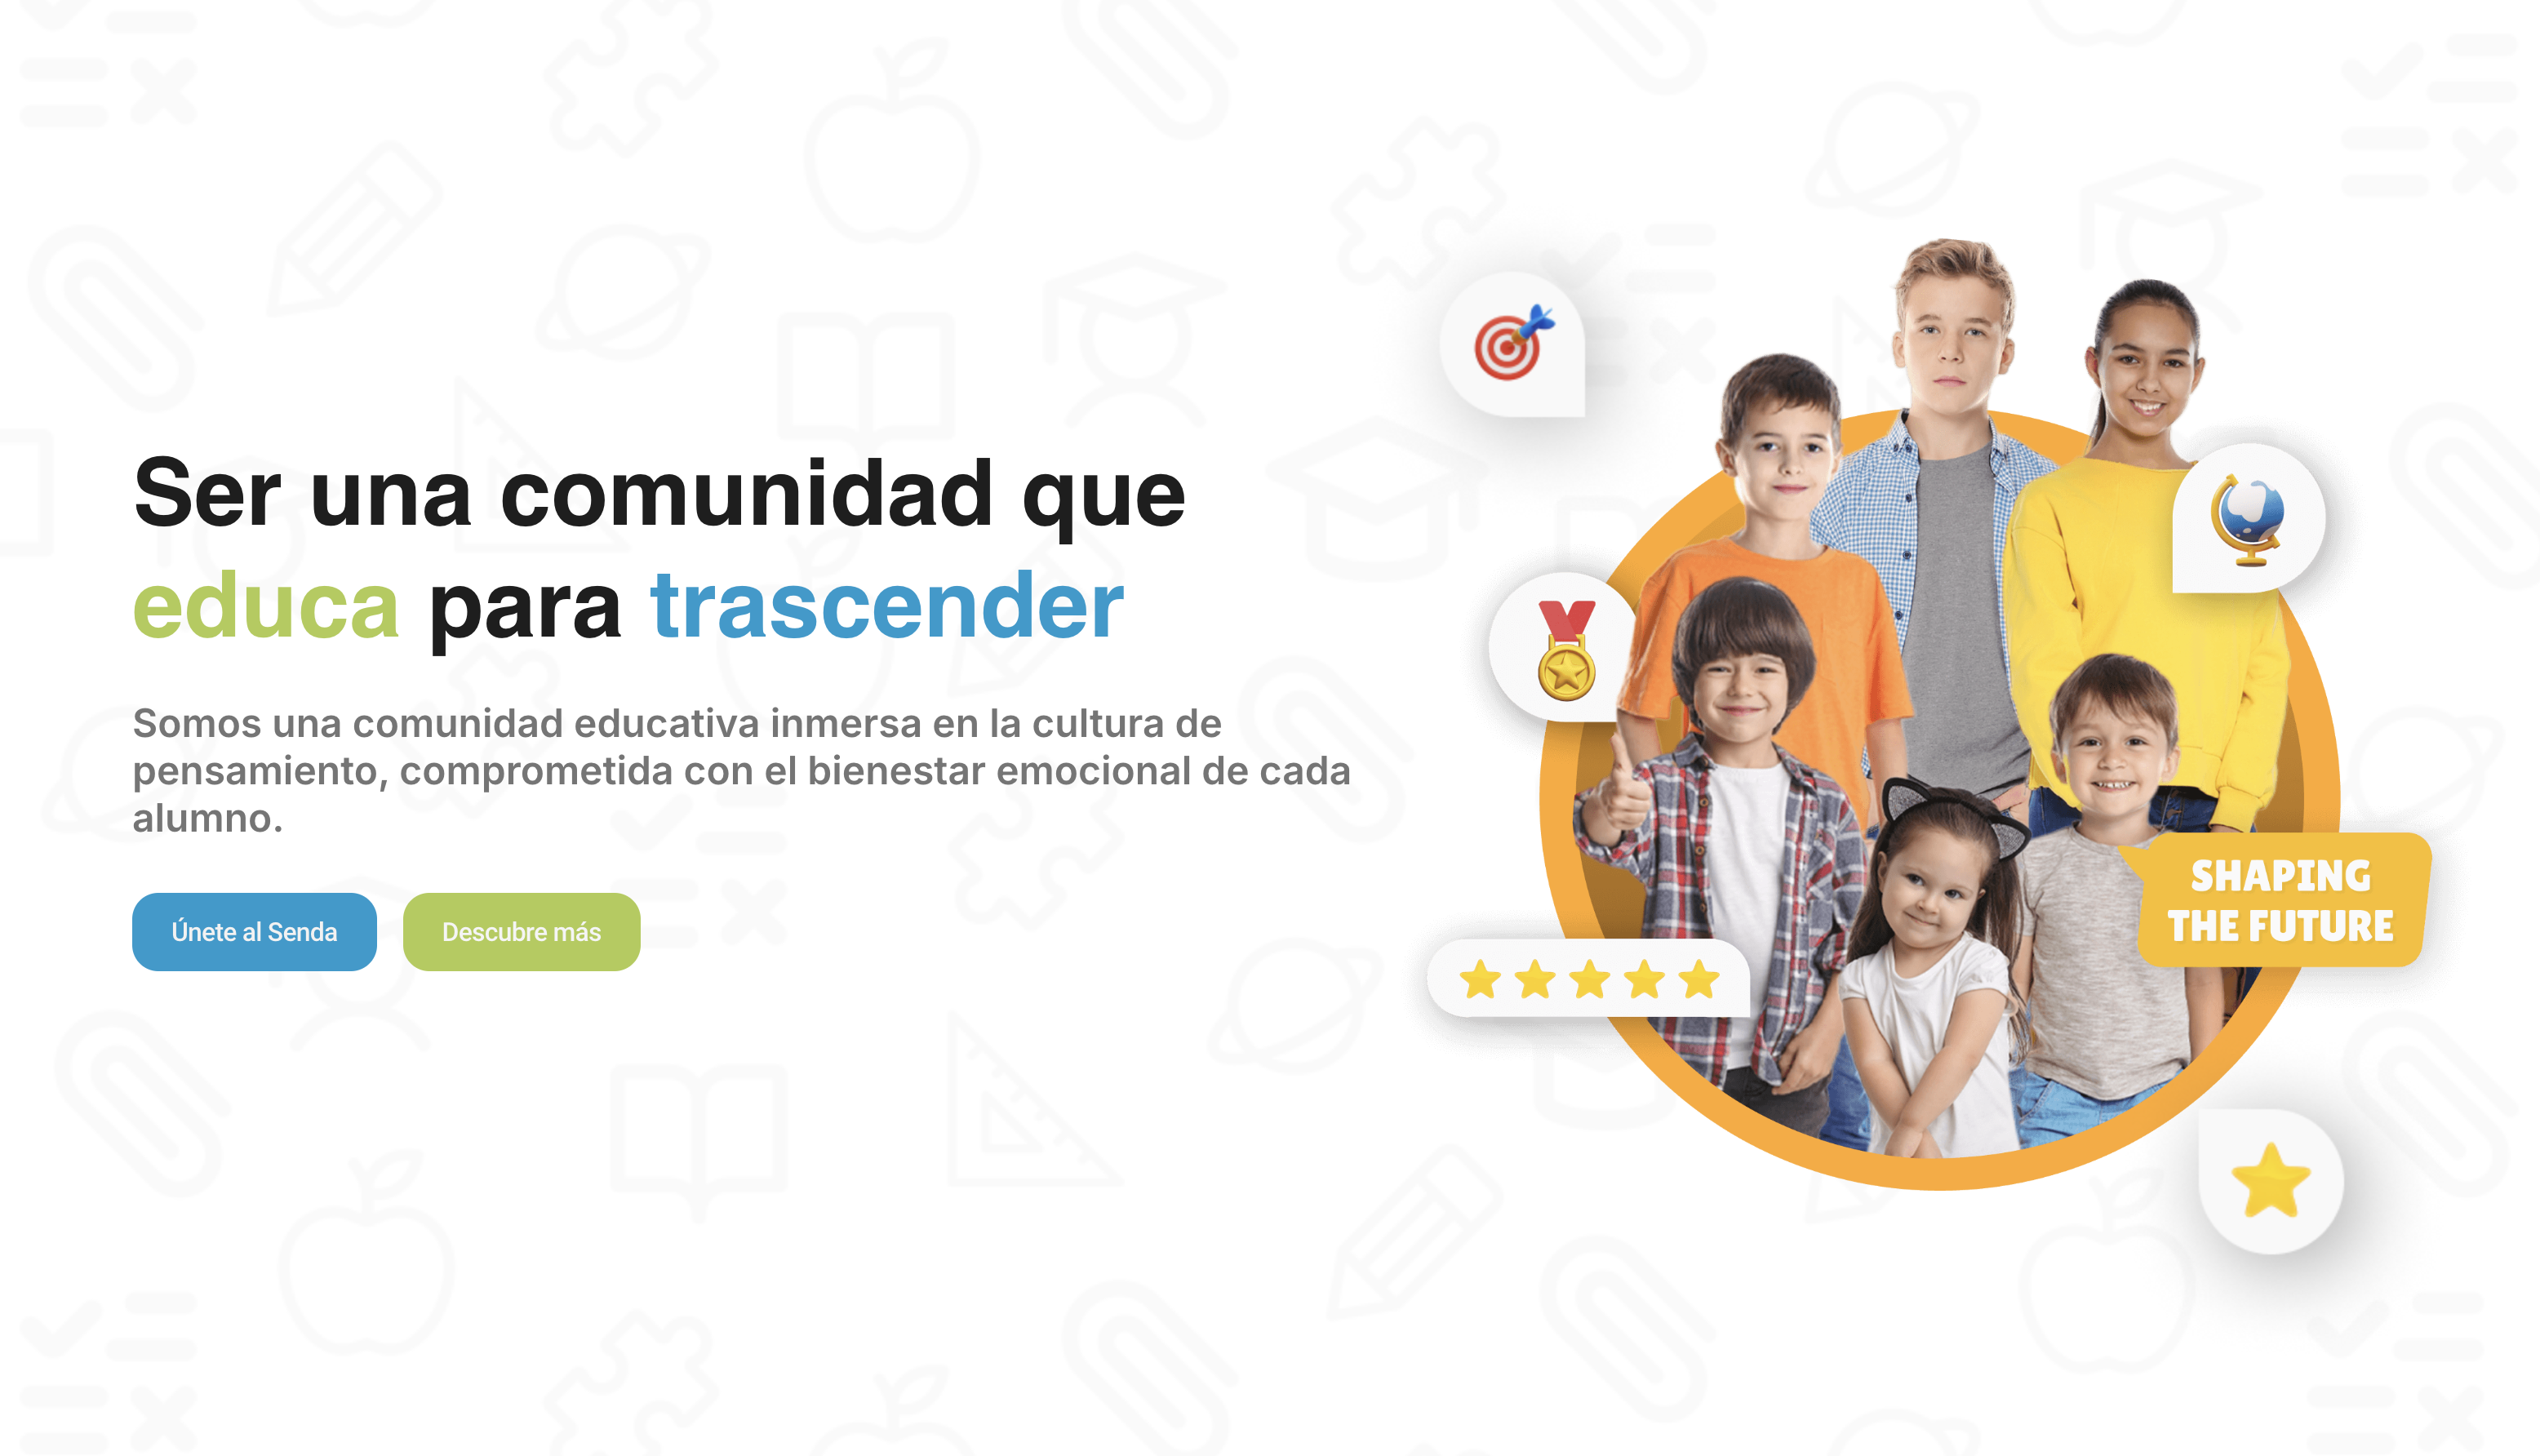 Ser una comunidad que
educa para trascender
Somos una comunidad educativa inmersa en la cultura de
pensamiento, comprometida con el bienestar emocional de cada
alumno.
Únete al Senda
Descubre más
SHAPING
THE FUTURE